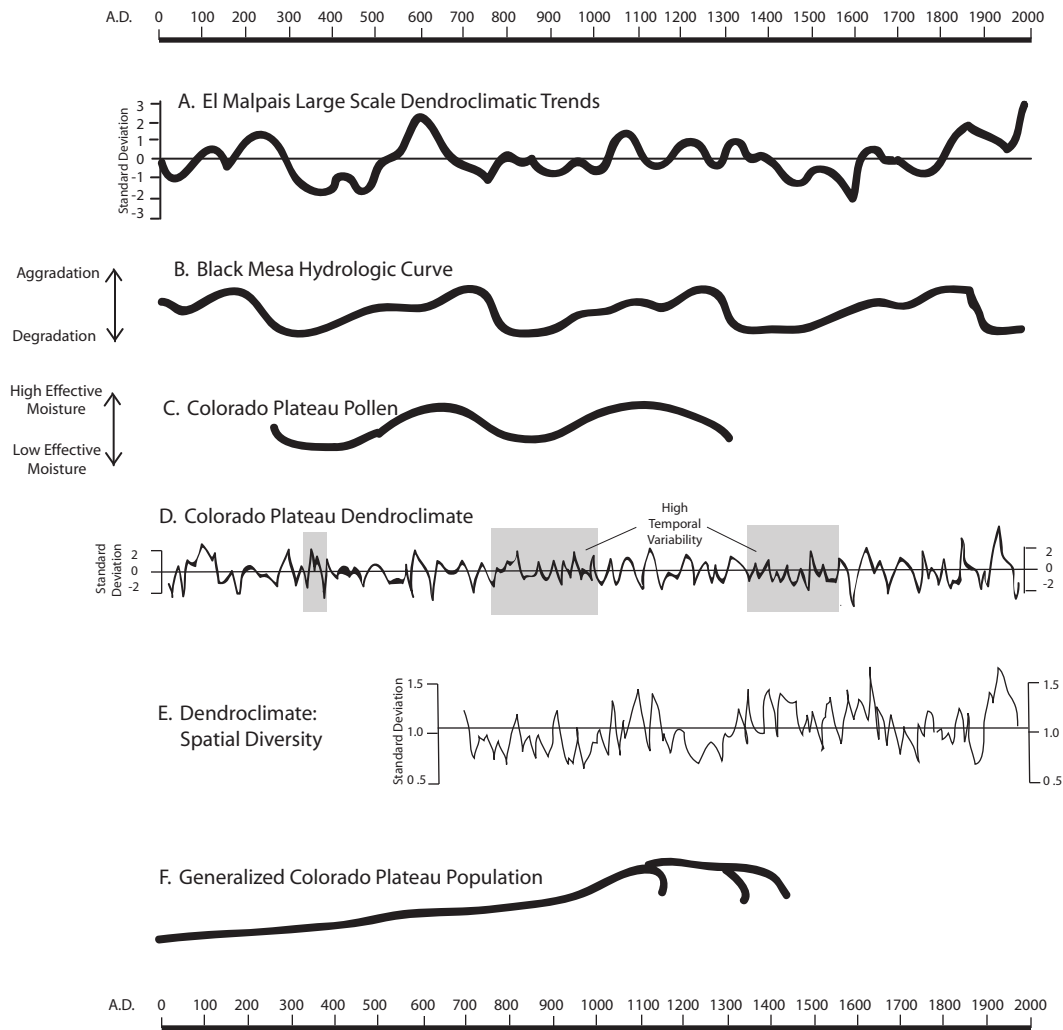 A.D. 0 100 200 300 400 500 600 700 800 900 1000 1100 1200 1300 1400 1500 1600 1700 1800 1900 2000
A. El Malpais Large Scale Dendroclimatic Trends
Standard Deviation
3
2
1
0
-1
-2
-3
B. Black Mesa Hydrologic Curve
Aggradation
Degradation
High Effective
Moisture
C. Colorado Plateau Pollen
Low Effective
Moisture
D. Colorado Plateau Dendroclimate
High
Temporal
Variability
Standard
Deviation
2
0
-2
2
0
-2
E. Dendroclimate:
Spatial Diversity
Standard Deviation
1.5
1.0
0.5
1.5
1.0
0.5
F. Generalized Colorado Plateau Population
A.D. 0 100 200 300 400 500 600 700 800 900 1000 1100 1200 1300 1400 1500 1600 1700 1800 1900 2000